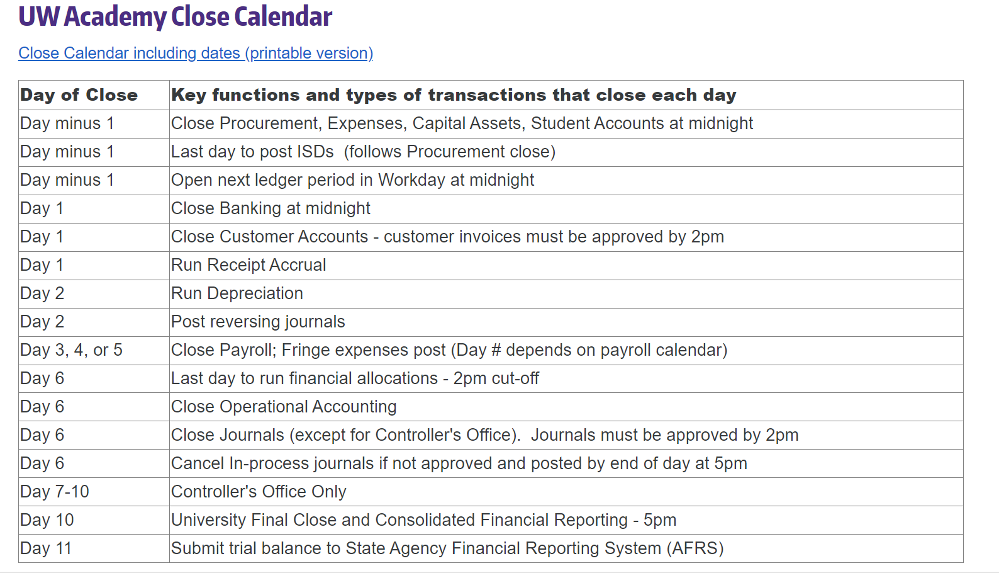 UW Academy Close Calendar
Close Calendar including dates (printable version)
Day of Close Key functions and types of transactions that close each day
Day minus 1 Close Procurement, Expenses, Capital Assets, Student Accounts at midnight
Day minus 1 Last day to post ISDs  (follows Procurement close)
Day minus 1 Open next ledger period in Workday at midnight
Day 1 Close Banking at midnight
Day 1 Close Customer Accounts - customer invoices must be approved by 2pm
Day 1 Run Receipt Accrual
Day 2 Run Depreciation
Day 2 Post reversing journals
Day 3, 4, or 5 Close Payroll; Fringe expenses post (Day # depends on payroll calendar)
Day 6 Last day to run financial allocations - 2pm cut-off
Day 6 Close Operational Accounting
Day 6 Close Journals (except for Controller's Office).  Journals must be approved by 2pm
Day 6 Cancel In-process journals if not approved and posted by end of day at 5pm
Day 7-10 Controller's Office Only
Day 10 University Final Close and Consolidated Financial Reporting - 5pm
Day 11 Submit trial balance to State Agency Financial Reporting System (AFRS)